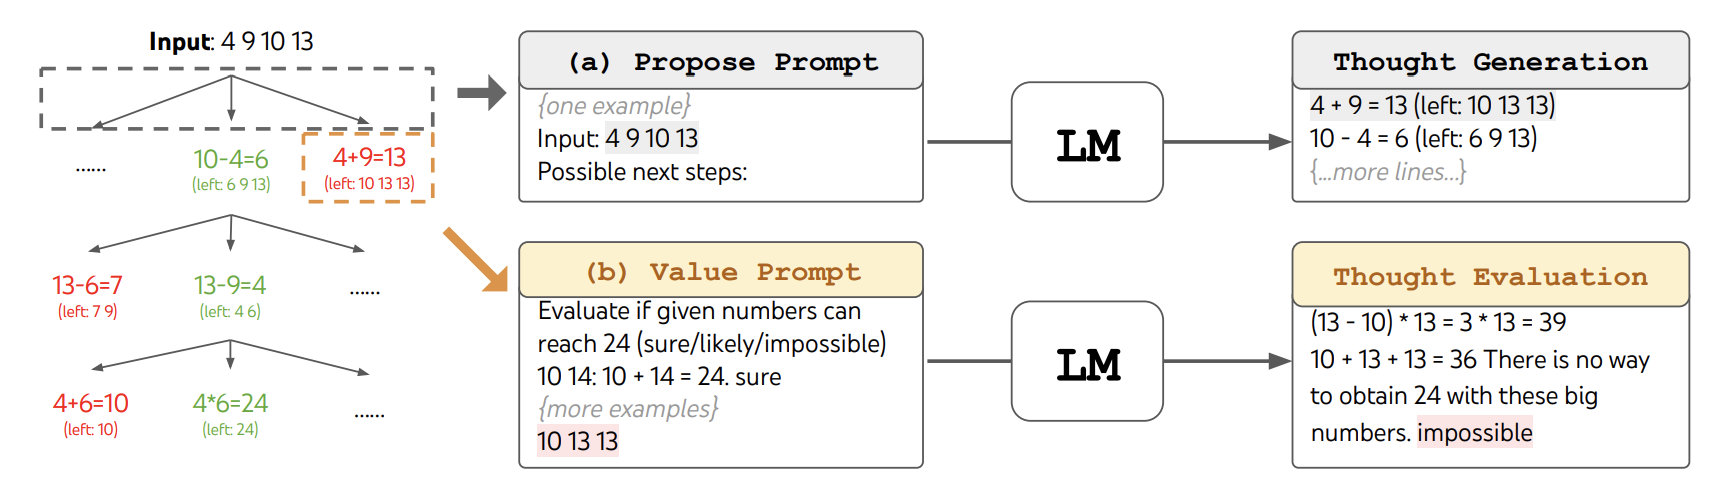 Input: 4 9 10 13
......
10-4=6
(left: 6 9 13)
4+9=13
(left: 10 13 13)
13-6=7
(left: 7 9)
13-9=4
(left: 4 6)
......
4+6=10
(left: 10)
4*6=24
(left: 24)
......
(a) Propose Prompt
{one example}
Input: 4 9 10 13
Possible next steps:
LM
Thought Generation
4 + 9 = 13 (left: 10 13 13)
10 - 4 = 6 (left: 6 9 13)
{...more lines...}
(b) Value Prompt
Evaluate if given numbers can
reach 24 (sure/likely/impossible)
10 14: 10 + 14 = 24. sure
{more examples}
10 13 13
LM
Thought Evaluation
(13 - 10) * 13 = 3 * 13 = 39
10 + 13 + 13 = 36 There is no way
to obtain 24 with these big
numbers. impossible